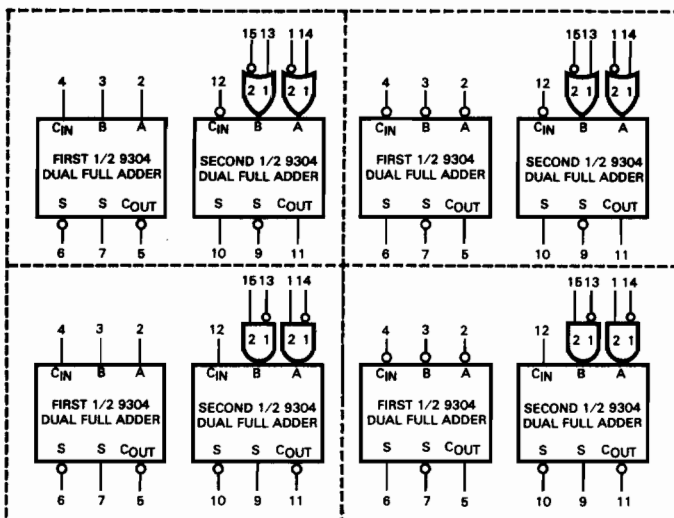 15 13 1 14
4 3 2 12 2 1 2 1
CIN B A CIN B A
FIRST 1/2 9304
DUAL FULL ADDER
SECOND 1/2 9304
DUAL FULL ADDER
S S COUT S S COUT
6 7 5 10 9 11
15 13 1 14
4 3 2 12 2 1 2 1
CIN B A CIN B A
FIRST 1/2 9304
DUAL FULL ADDER
SECOND 1/2 9304
DUAL FULL ADDER
S S COUT S S COUT
6 7 5 10 9 11
15 13 1 14
4 3 2 12 2 1 2 1
CIN B A CIN B A
FIRST 1/2 9304
DUAL FULL ADDER
SECOND 1/2 9304
DUAL FULL ADDER
S S COUT S S COUT
6 7 5 10 9 11
15 13 1 14
4 3 2 12 2 1 2 1
CIN B A CIN B A
FIRST 1/2 9304
DUAL FULL ADDER
SECOND 1/2 9304
DUAL FULL ADDER
S S COUT S S COUT
6 7 5 10 9 11